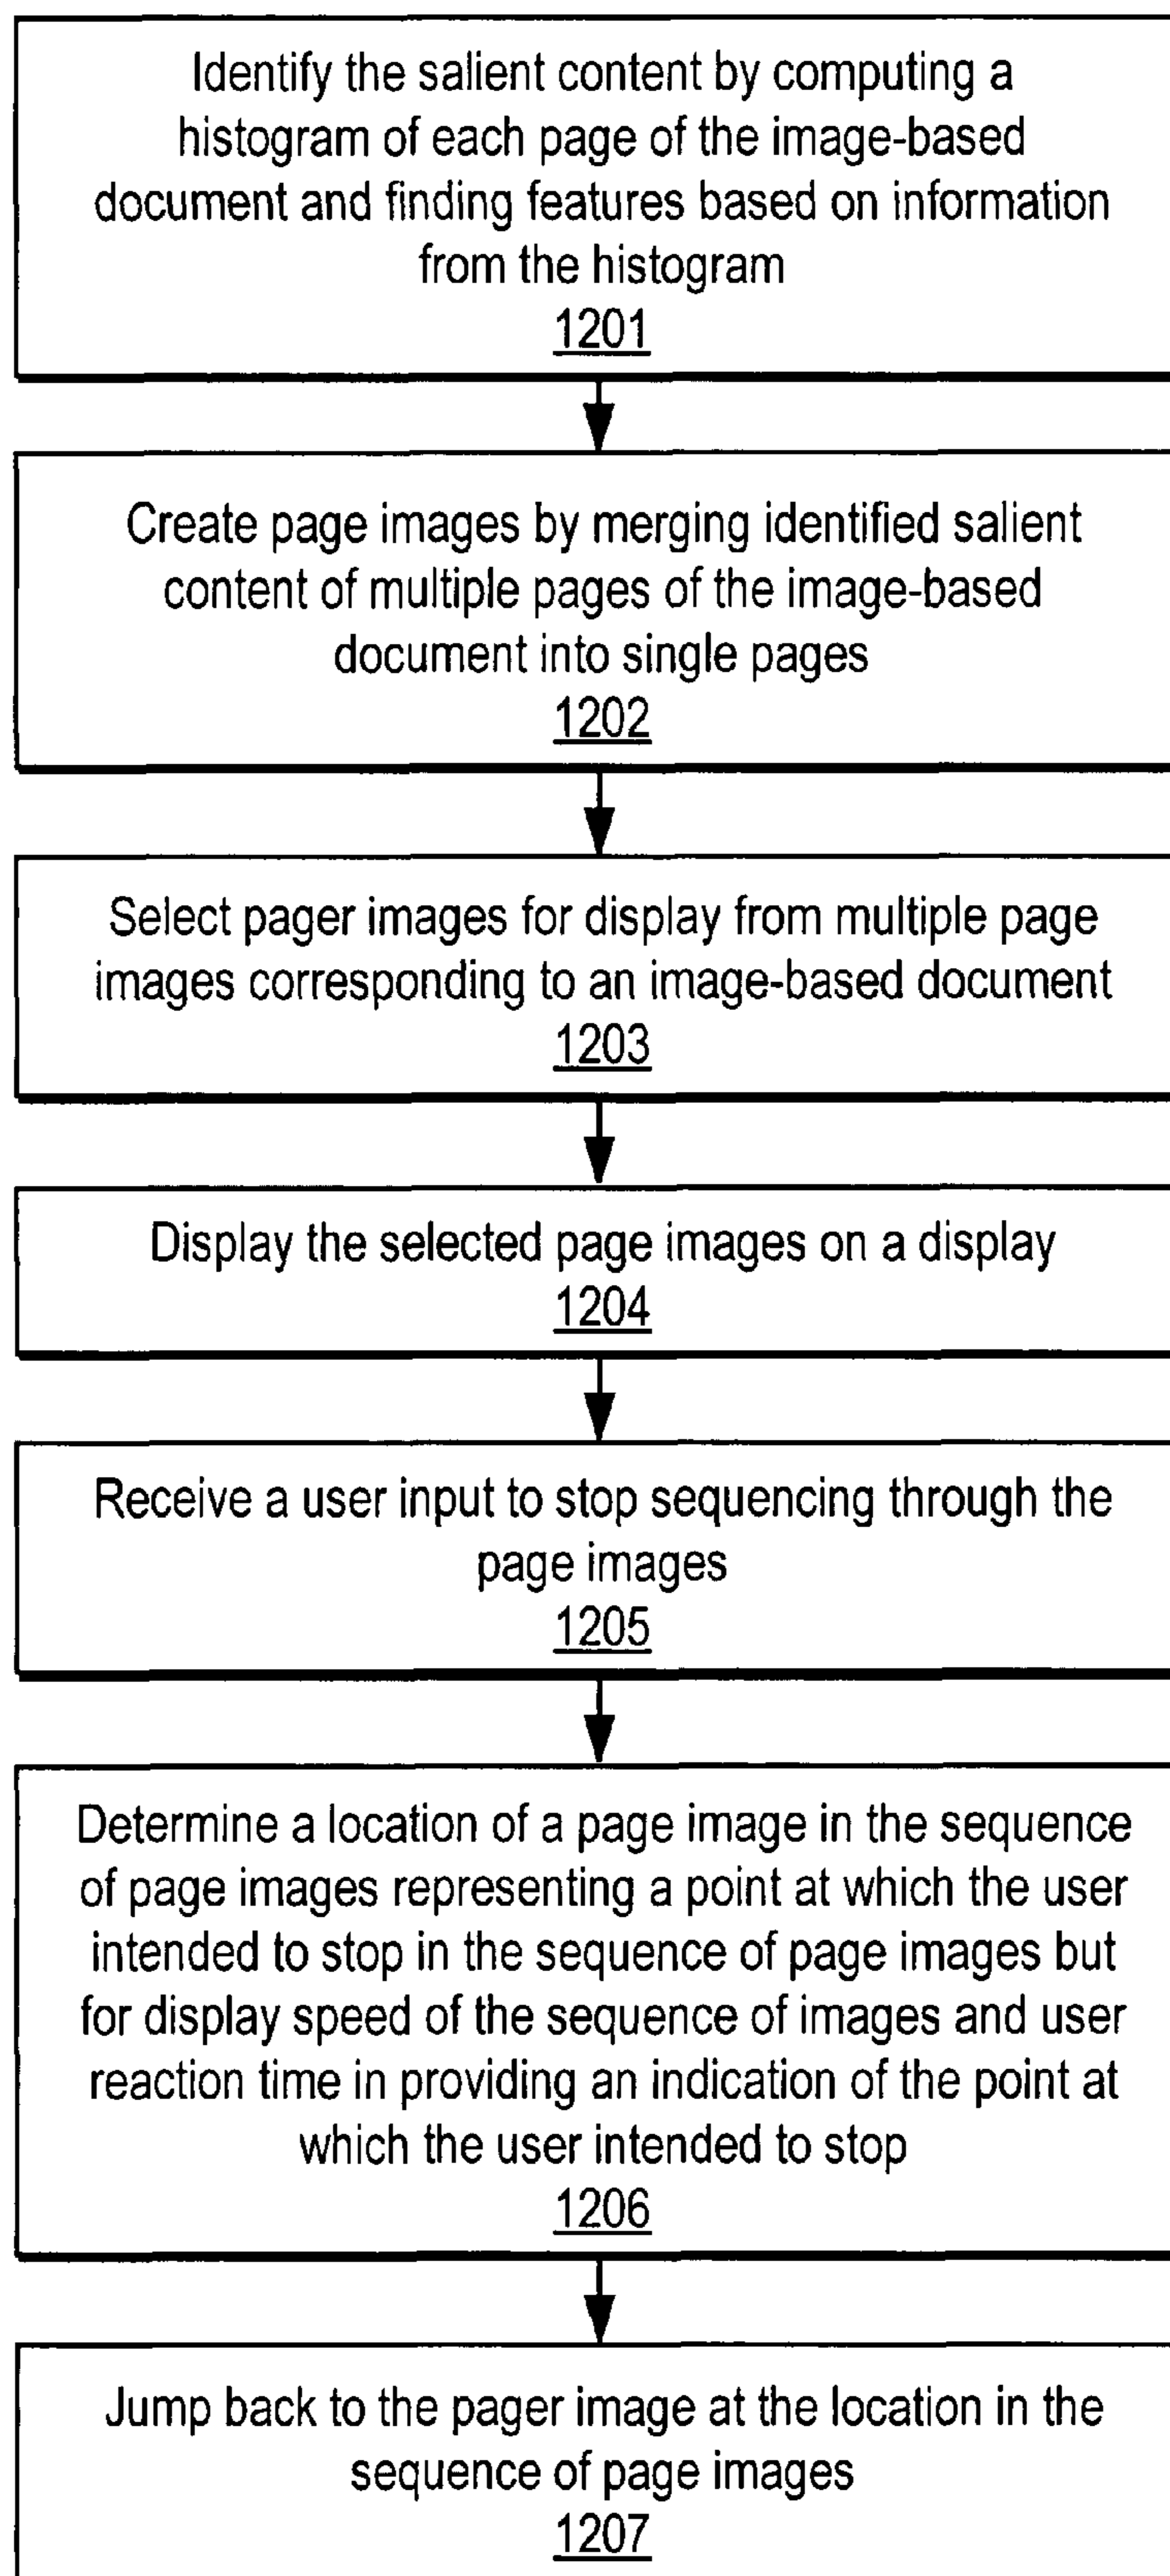 Identify the salient content by computing a
histogram of each page of the image-based
document and finding features based on information
from the histogram
1201
Create page images by merging identified salient
content of multiple pages of the image-based
document into single pages
1202
Select pager images for display from multiple page
images corresponding to an image-based document
1203
Display the selected page images on a display
1204
Receive a user input to stop sequencing through the
page images
1205
Determine a location of a page image in the sequence
of page images representing a point at which the user
intended to stop in the sequence of page images but
for display speed of the sequence of images and user
reaction time in providing an indication of the point at
which the user intended to stop
1206
Jump back to the pager image at the location in the
sequence of page images
1207